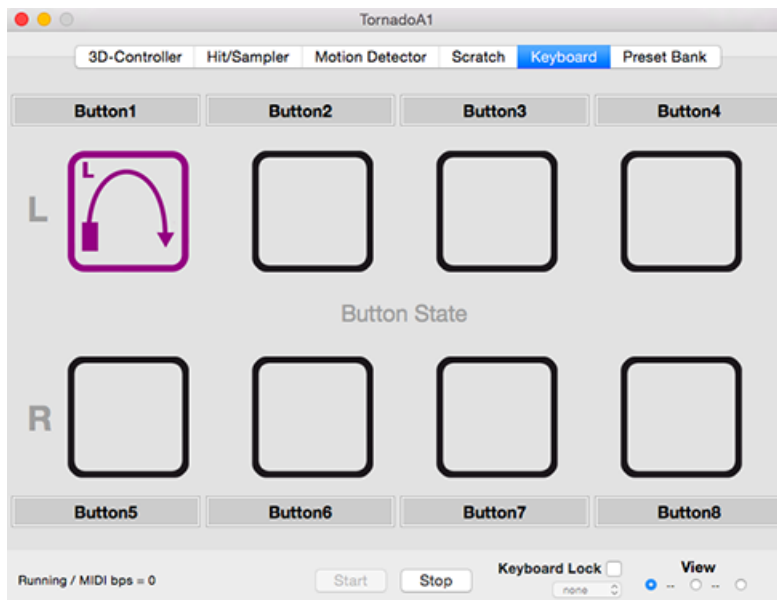 TornadoA1
3D-Controller Hit/Sampler Motion Detector Scratch Keyboard Preset Bank
Button1 Button2 Button3 Button4
L
L
Button State
R
Button5 Button6 Button7 Button8
Keyboard Lock View
Running / MIDI bps = 0 Start Stop
none -- --